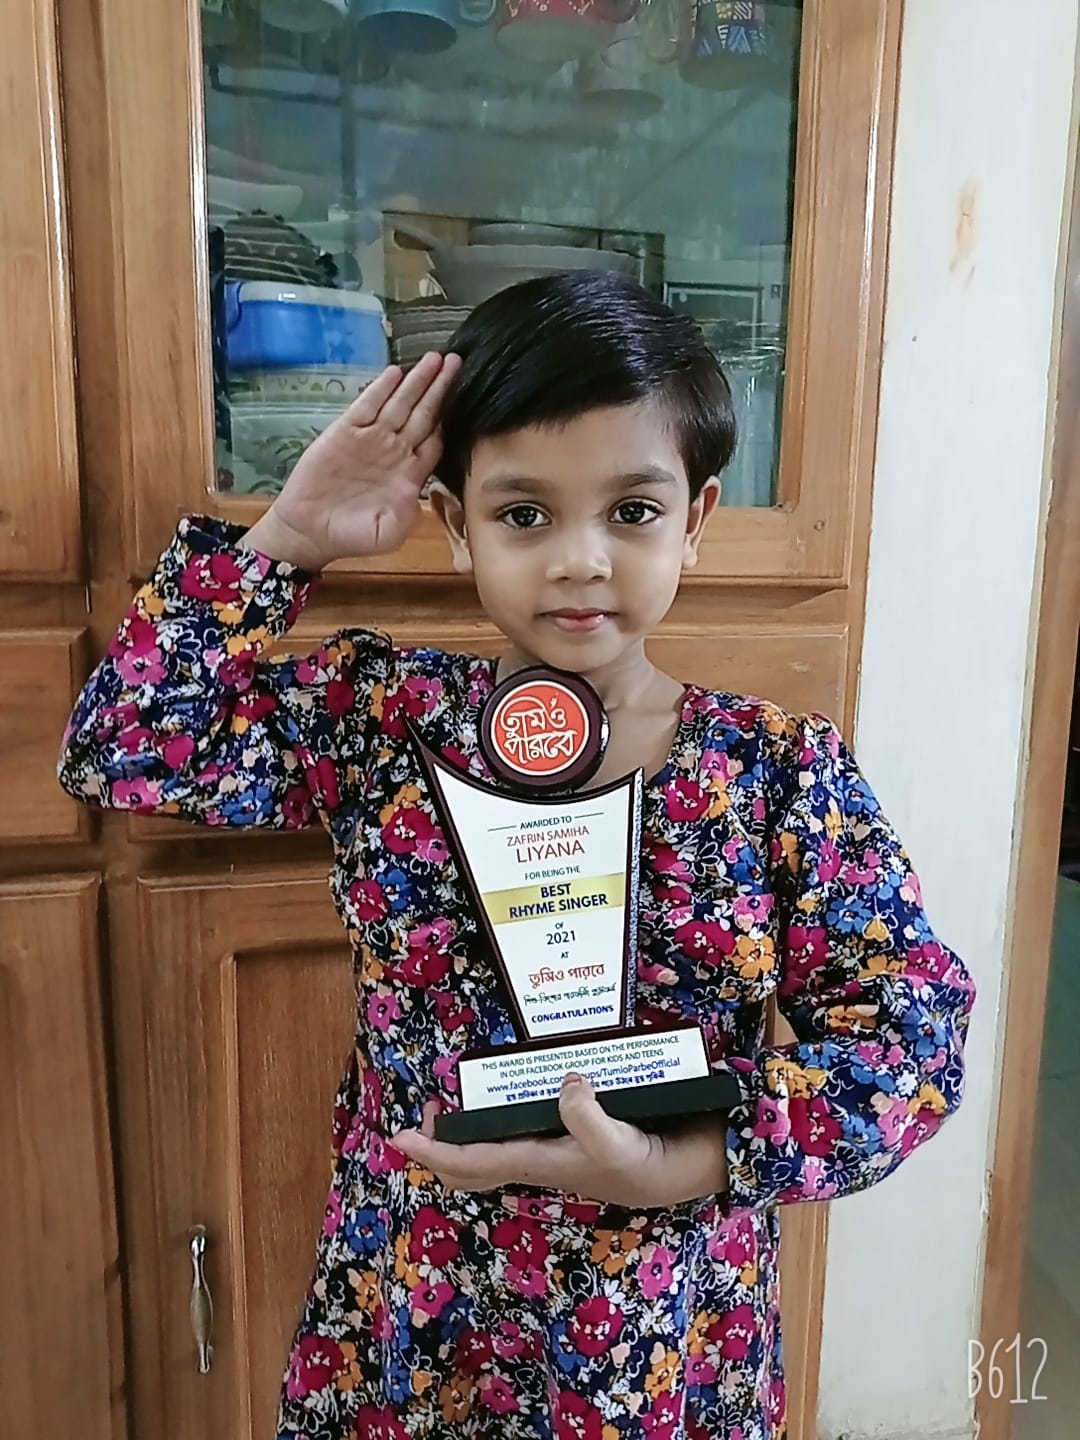 তুমিও
পারবে
AWARDED TO
ZAFRIN SAMIHA
LIYANA
FOR BEING THE
BEST
RHYME SINGER
OF
2021
AT
তুমিও পারবে
CONGRATULATIONS
THIS AWARD IS PRESENTED BASED ON THE PERFORMANCE
IN OUR FACEBOOK GROUP FOR KIDS AND TEENS
www.facebook.com/groups/TumioParbeOfficial
সুপ্ত প্রতিভা ও
B612